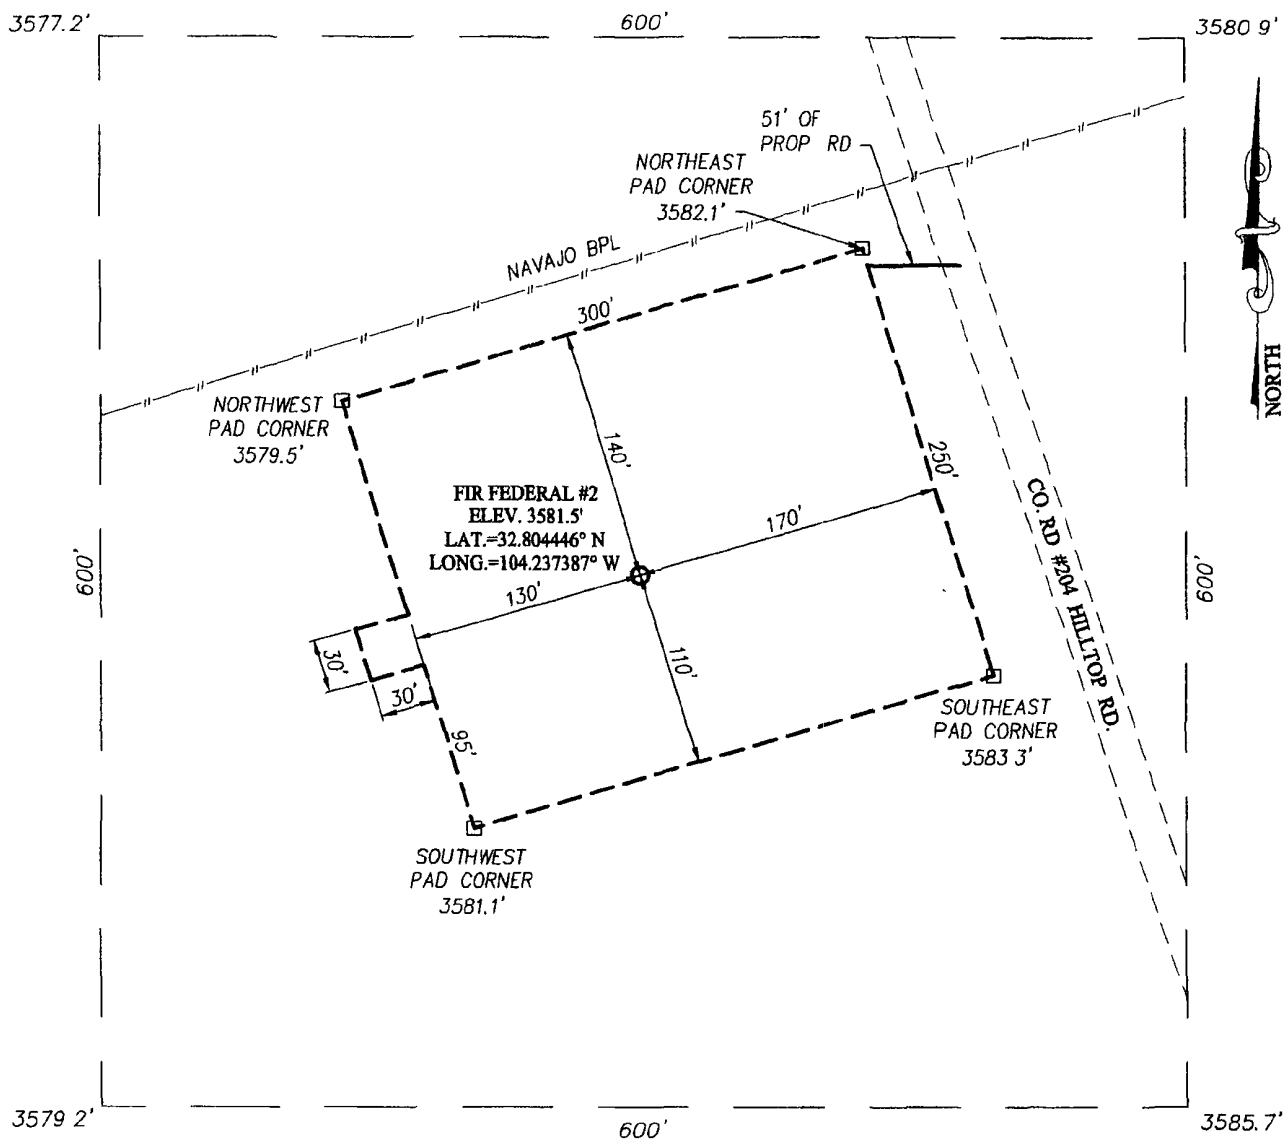 3577.2'
600'
3580 9'
51' OF
PROP RD
NORTHEAST
PAD CORNER
3582.1'
NAVAJO BPL
300'
NORTH
NORTHWEST
PAD CORNER
3579.5'
140'
250'
FIR FEDERAL #2
ELEV. 3581.5'
LAT.=32.804446° N
LONG.=104.237387° W
170'
CO. RD #204 HILLTOP RD.
600'
600'
130'
30'
30'
110'
95'
SOUTHEAST
PAD CORNER
3583 3'
SOUTHWEST
PAD CORNER
3581.1'
3579 2'
600'
3585.7'